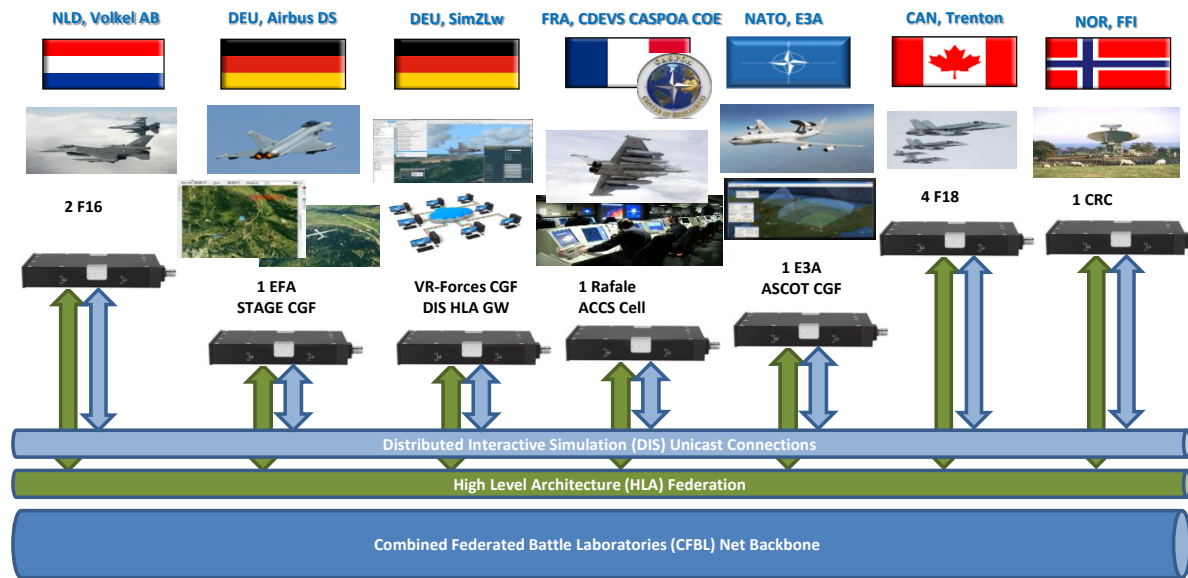 NLD, Volkel AB
DEU, Airbus DS
DEU, SimZLw
FRA, CDEVS CASPOA COE
NATO, E3A
CAN, Trenton
NOR, FFI
CASPOA
2 F16
1 EFA
STAGE CGF
VR-Forces CGF
DIS HLA GW
1 Rafale
ACCS Cell
1 E3A
ASCOT CGF
4 F18
1 CRC
Distributed Interactive Simulation (DIS) Unicast Connections
High Level Architecture (HLA) Federation
Combined Federated Battle Laboratories (CFBL) Net Backbone